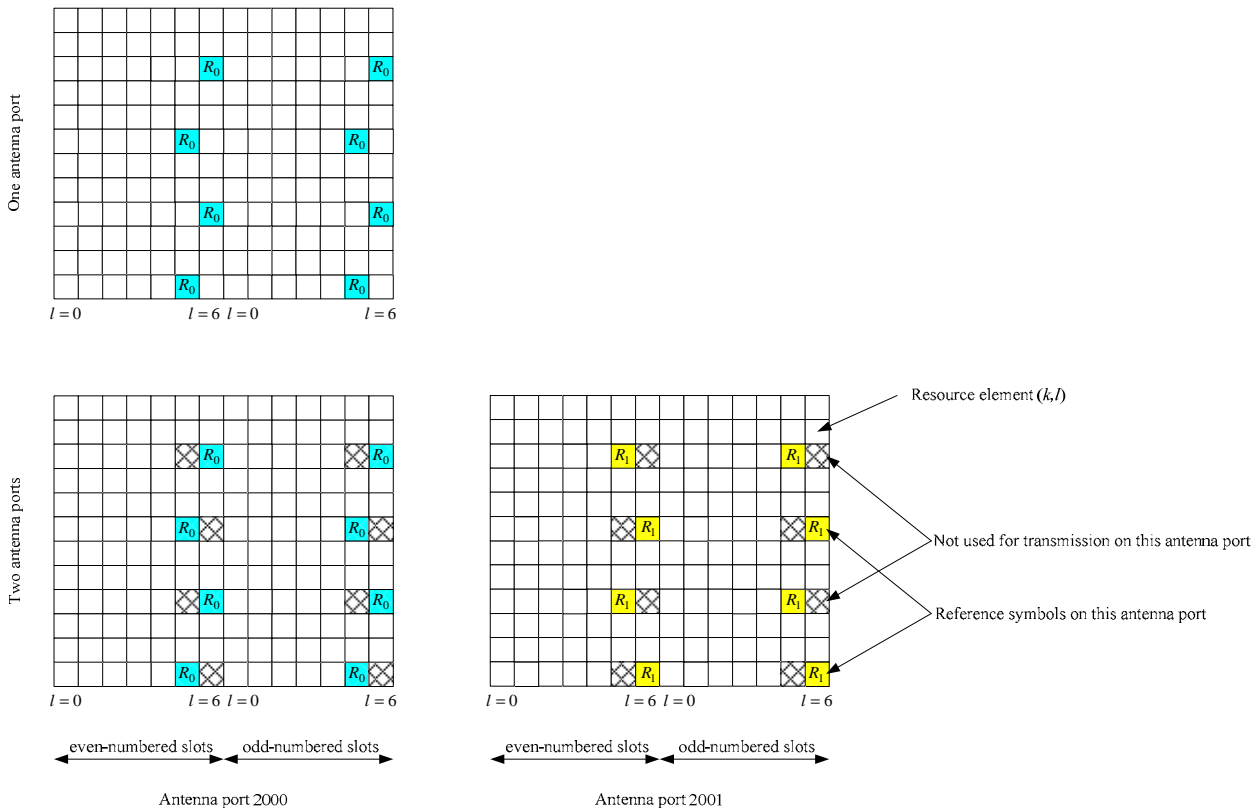 One antenna port
R0 R0
R0 R0
R0 R0
R0 R0
l = 0 l = 6 l = 0 l = 6
Two antenna ports
Resource element (k,l)
R0 R0 R1 R1
R0 R0 R1 R1
Not used for transmission on this antenna port
R0 R0 R1 R1
Reference symbols on this antenna port
R0 R0 R1 R1
l = 0 l = 6 l = 0 l = 6 l = 0 l = 6 l = 0 l = 6
even-numbered slots odd-numbered slots even-numbered slots odd-numbered slots
Antenna port 2000 Antenna port 2001